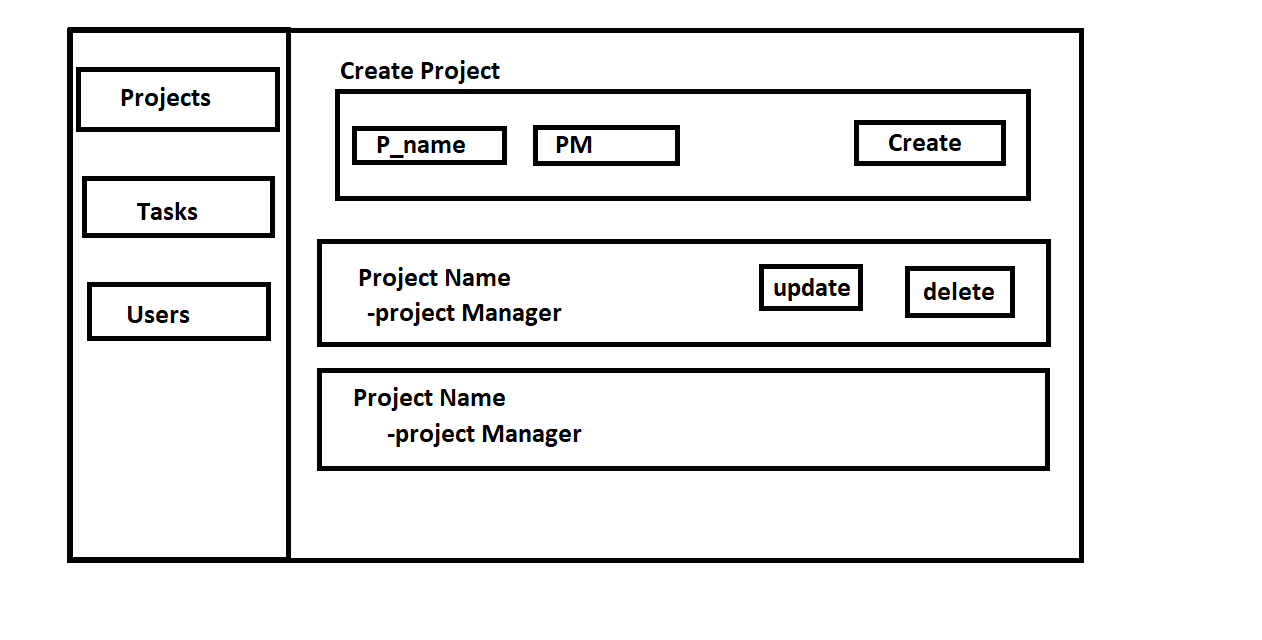 Projects
Tasks
Users
Create Project
P_name
PM
Create
Project Name
-project Manager
update
delete
Project Name
-project Manager